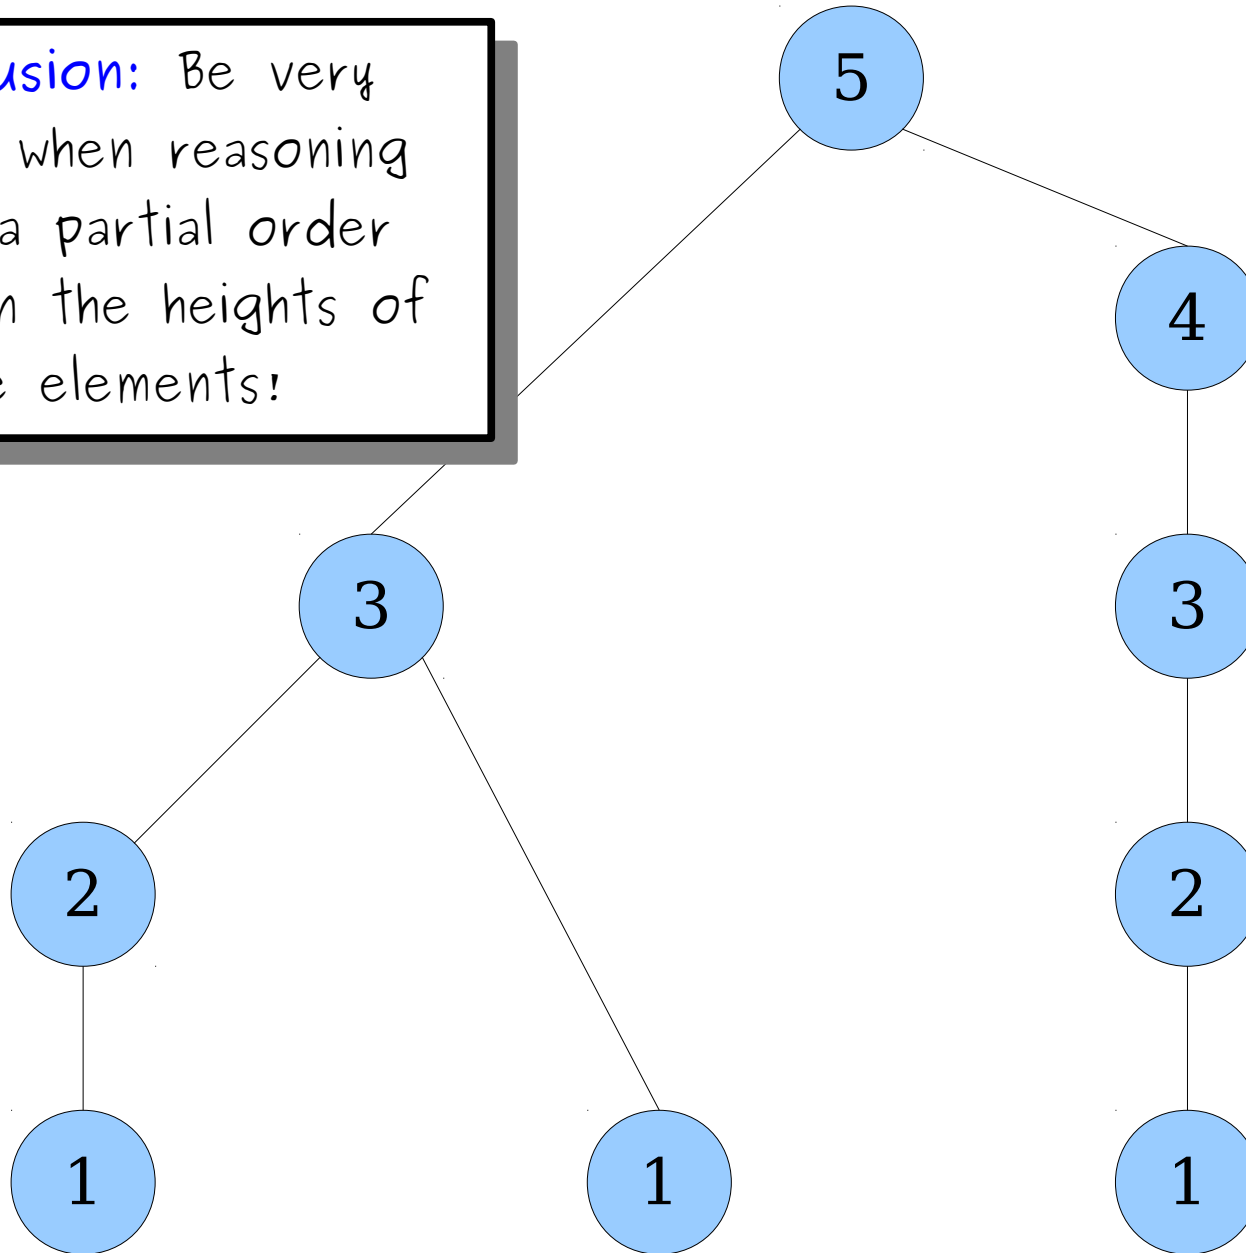 usion: Be very
when reasoning
a partial order
n the heights of
e elements!
5
4
3
3
2
2
1
1
1